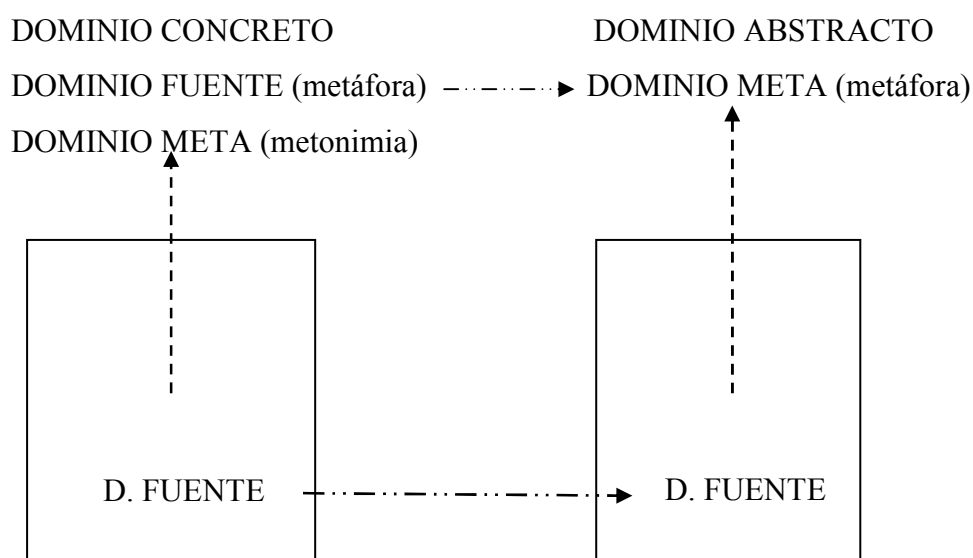 DOMINIO CONCRETO DOMINIO ABSTRACTO
DOMINIO FUENTE (metáfora) DOMINIO META (metáfora)
DOMINIO META (metonimia)
D. FUENTE D. FUENTE